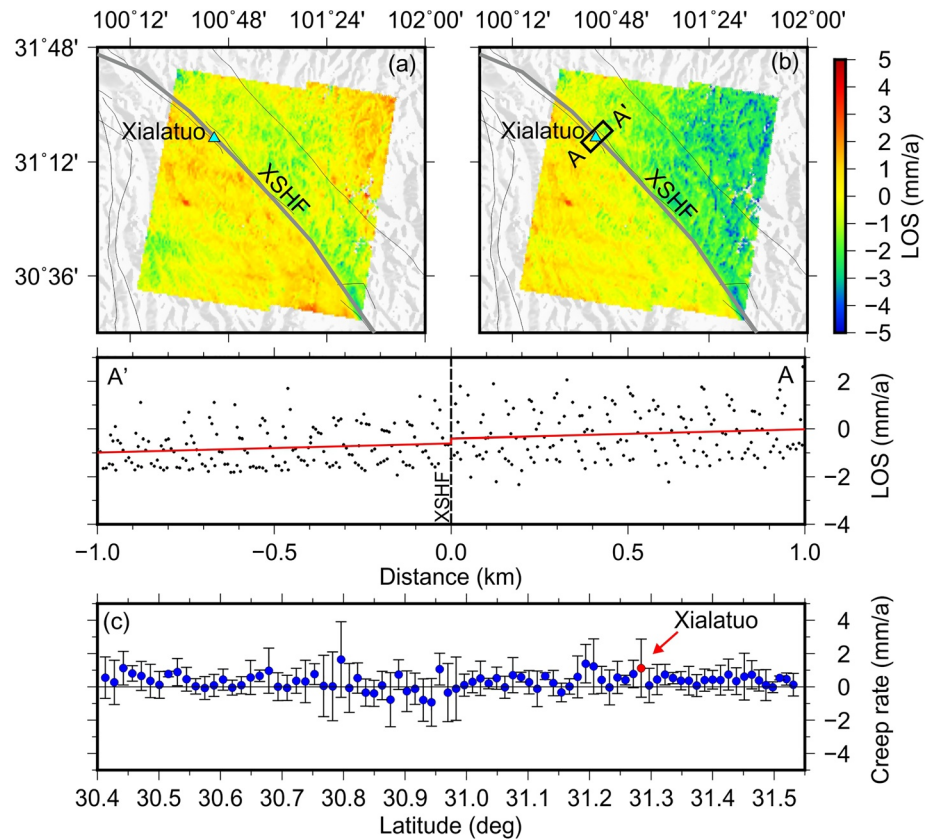 100°12' 100°48' 101°24' 102°00' 100°12' 100°48' 101°24' 102°00'
31°48'
31°12'
30°36'
(a)
Xialatuo
XSHF
(b)
Xialatuo
A'
A
XSHF
5
4
3
2
1
0
−1
−2
−3
−4
−5
LOS (mm/a)
A’
A
XSHF
2
0
−2
−4
LOS (mm/a)
−1.0 −0.5 0.0 0.5 1.0
Distance (km)
(c)
Xialatuo
4
2
0
−2
−4
Creep rate (mm/a)
30.4 30.5 30.6 30.7 30.8 30.9 31.0 31.1 31.2 31.3 31.4 31.5
Latitude (deg)